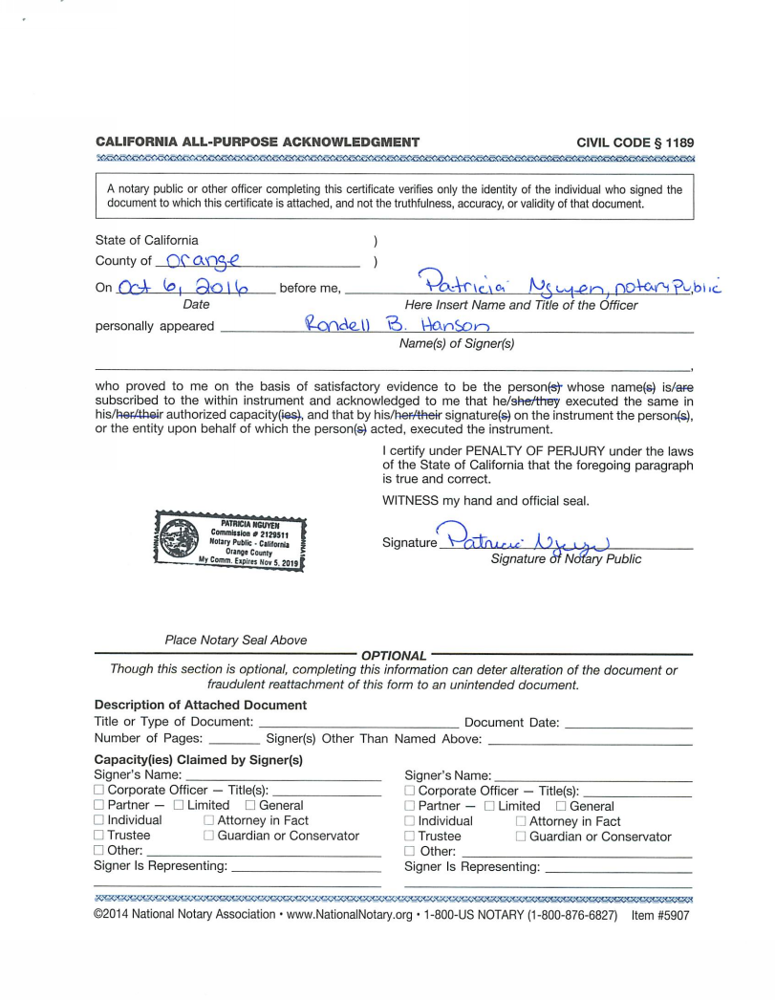 CALIFORNIA ALL-PURPOSE ACKNOWLEDGMENT CIVIL CODE § 1189
A notary public or other officer completing this certificate verifies only the identity of the individual who signed the
document to which this certificate is attached, and not the truthfulness, accuracy, or validity of that document.
State of California )
County of Orange )
On Oct 6, 2016 before me, Patricia Nguyen, notary Public,
Date Here Insert Name and Title of the Officer
personally appeared Rondell B. Hanson
Name(s) of Signer(s)
,
who proved to me on the basis of satisfactory evidence to be the person(s) whose name(s) is/are
subscribed to the within instrument and acknowledged to me that he/she/they executed the same in
his/her/their authorized capacity(ies), and that by his/her/their signature(s) on the instrument the person(s),
or the entity upon behalf of which the person(s) acted, executed the instrument.
I certify under PENALTY OF PERJURY under the laws
of the State of California that the foregoing paragraph
is true and correct.
WITNESS my hand and official seal.
PATRICIA NGUYEN
Commission # 2129511
Notary Public - California
Orange County
My Comm. Expires Nov 5, 2019
Signature Patricia Nguyen
Signature of Notary Public
Place Notary Seal Above
OPTIONAL
Though this section is optional, completing this information can deter alteration of the document or
fraudulent reattachment of this form to an unintended document.
Description of Attached Document
Title or Type of Document: Document Date:
Number of Pages: Signer(s) Other Than Named Above:
Capacity(ies) Claimed by Signer(s)
Signer's Name: Signer's Name:
☐ Corporate Officer — Title(s): ☐ Corporate Officer — Title(s):
☐ Partner — ☐ Limited ☐ General ☐ Partner — ☐ Limited ☐ General
☐ Individual ☐ Attorney in Fact ☐ Individual ☐ Attorney in Fact
☐ Trustee ☐ Guardian or Conservator ☐ Trustee ☐ Guardian or Conservator
☐ Other: ☐ Other:
Signer Is Representing: Signer Is Representing:
©2014 National Notary Association • www.NationalNotary.org • 1-800-US NOTARY (1-800-876-6827) Item #5907